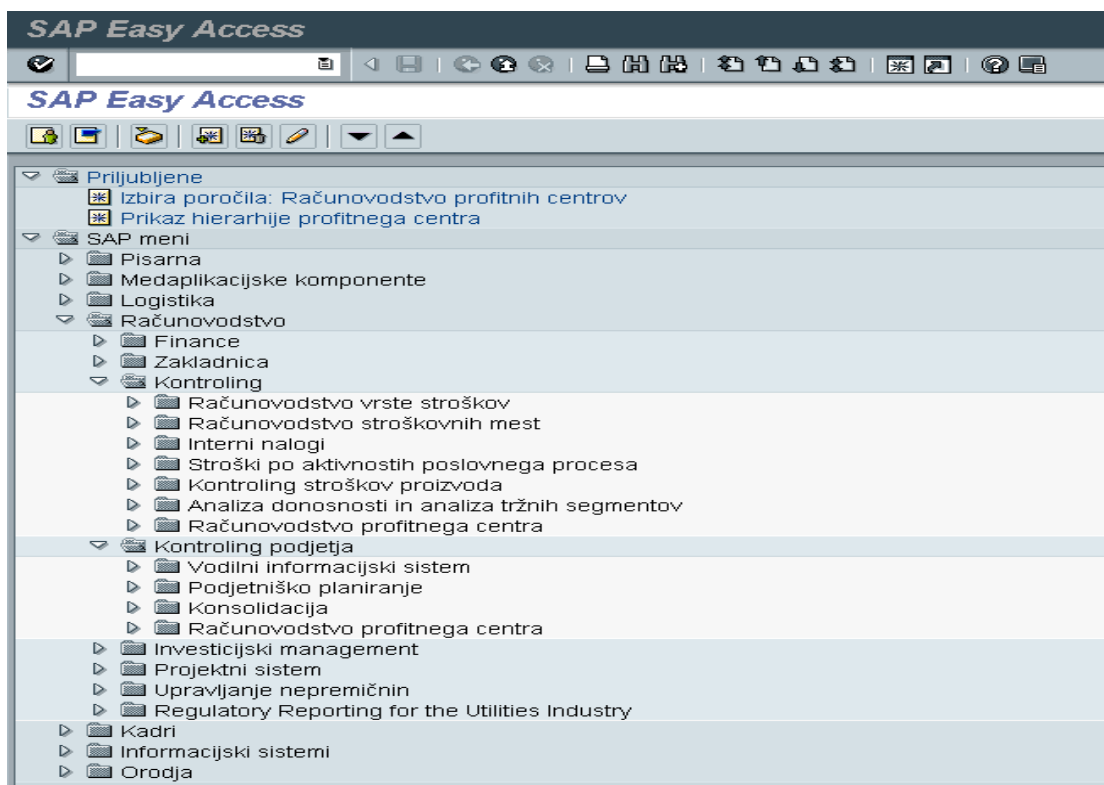 SAP Easy Access
SAP Easy Access
Priljubljene
Izbira poročila: Računovodstvo profitnih centrov
Prikaz hierarhije profitnega centra
SAP meni
Pisarna
Medaplikacijske komponente
Logistika
Računovodstvo
Finance
Zakladnica
Kontroling
Računovodstvo vrste stroškov
Računovodstvo stroškovnih mest
Interni nalogi
Stroški po aktivnostih poslovnega procesa
Kontroling stroškov proizvoda
Analiza donosnosti in analiza tržnih segmentov
Računovodstvo profitnega centra
Kontroling podjetja
Vodilni informacijski sistem
Podjetniško planiranje
Konsolidacija
Računovodstvo profitnega centra
Investicijski management
Projektni sistem
Upravljanje nepremičnin
Regulatory Reporting for the Utilities Industry
Kadri
Informacijski sistemi
Orodja